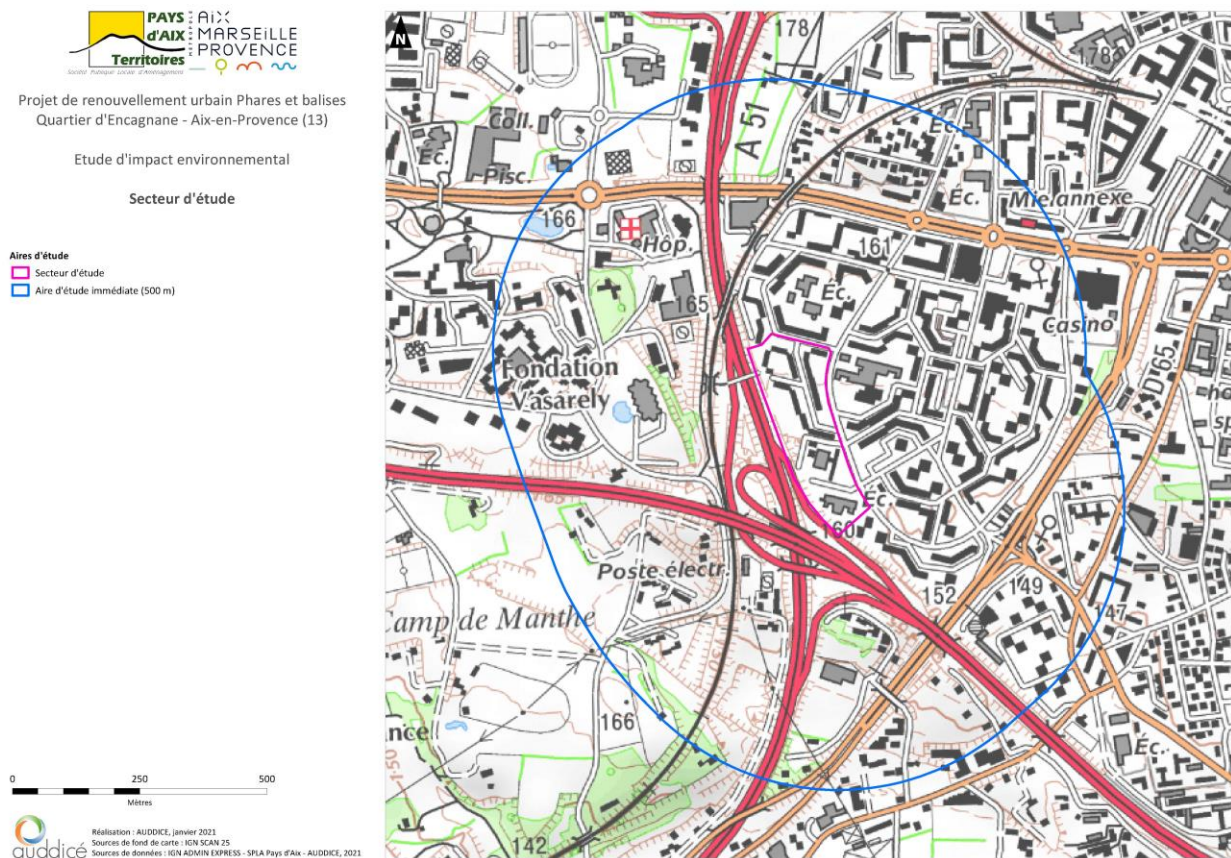 PAYS
d'AIX
Territoires
Société Publique Locale d'Aménagement
MÉTROPOLE
AIX
MARSEILLE
PROVENCE
Projet de renouvellement urbain Phares et balises
Quartier d'Encagnane - Aix-en-Provence (13)
Etude d'impact environnemental
Secteur d'étude
Aires d'étude
Secteur d'étude
Aire d'étude immédiate (500 m)
0 250 500
Mètres
auddicé
Réalisation : AUDDICE, janvier 2021
Sources de fond de carte : IGN SCAN 25
Sources de données : IGN ADMIN EXPRESS - SPLA Pays d'Aix - AUDDICE, 2021
N
178
178
Coll.
A 51
Éc.
Éc.
Pisc.
Éc.
Mie annexe
166
Hôp.
161
165
Éc.
Casino
Fondation
Vasarely
D 65
Éc.
160
Poste électr.
152
149
147
Camp de Manthe
166
Éc.
150
142